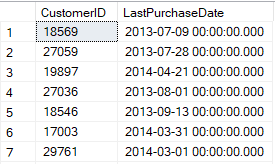 CustomerID LastPurchaseDate
1 18569 2013-07-09 00:00:00.000
2 27059 2013-07-28 00:00:00.000
3 19897 2014-04-21 00:00:00.000
4 27036 2013-08-01 00:00:00.000
5 18546 2013-09-13 00:00:00.000
6 17003 2014-03-31 00:00:00.000
7 29761 2014-03-01 00:00:00.000